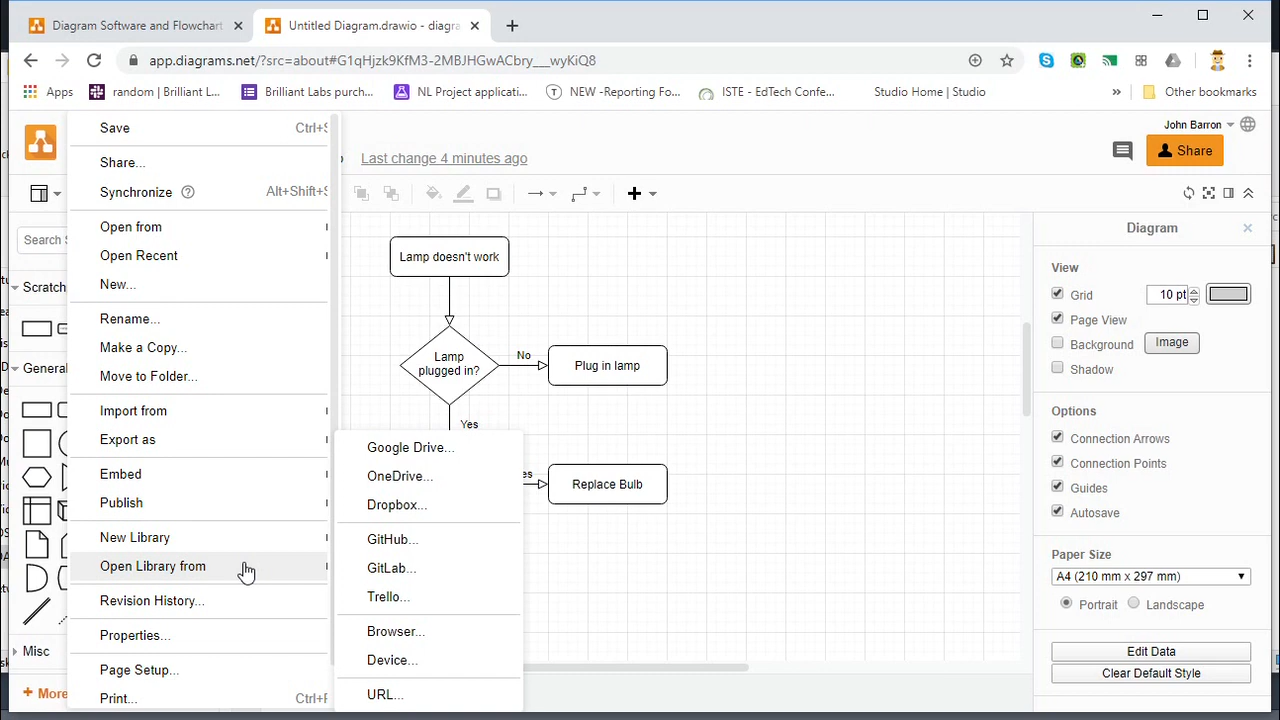 Diagram Software and Flowchart
Untitled Diagram.drawio - diagra
app.diagrams.net/?src=about#G1qHjzk9KfM3-2MBJHGwACbry___wyKiQ8
Apps
random | Brilliant L...
Brilliant Labs purch...
NL Project applicati...
NEW -Reporting Fo...
ISTE - EdTech Confe...
Studio Home | Studio
Other bookmarks
John Barron
Last change 4 minutes ago
Share
Save Ctrl+S
Share...
Synchronize Alt+Shift+S
Open from
Open Recent
New...
Rename...
Make a Copy...
Move to Folder...
Import from
Export as
Embed
Publish
New Library
Open Library from
Revision History...
Properties...
Page Setup...
Print... Ctrl+P
Google Drive...
OneDrive...
Dropbox...
GitHub...
GitLab...
Trello...
Browser...
Device...
URL...
Search S
Scratch
General
Misc
+ More
Lamp doesn't work
Lamp
plugged in?
No
Plug in lamp
Yes
es
Replace Bulb
Diagram
View
Grid 10 pt
Page View
Background Image
Shadow
Options
Connection Arrows
Connection Points
Guides
Autosave
Paper Size
A4 (210 mm x 297 mm)
Portrait Landscape
Edit Data
Clear Default Style